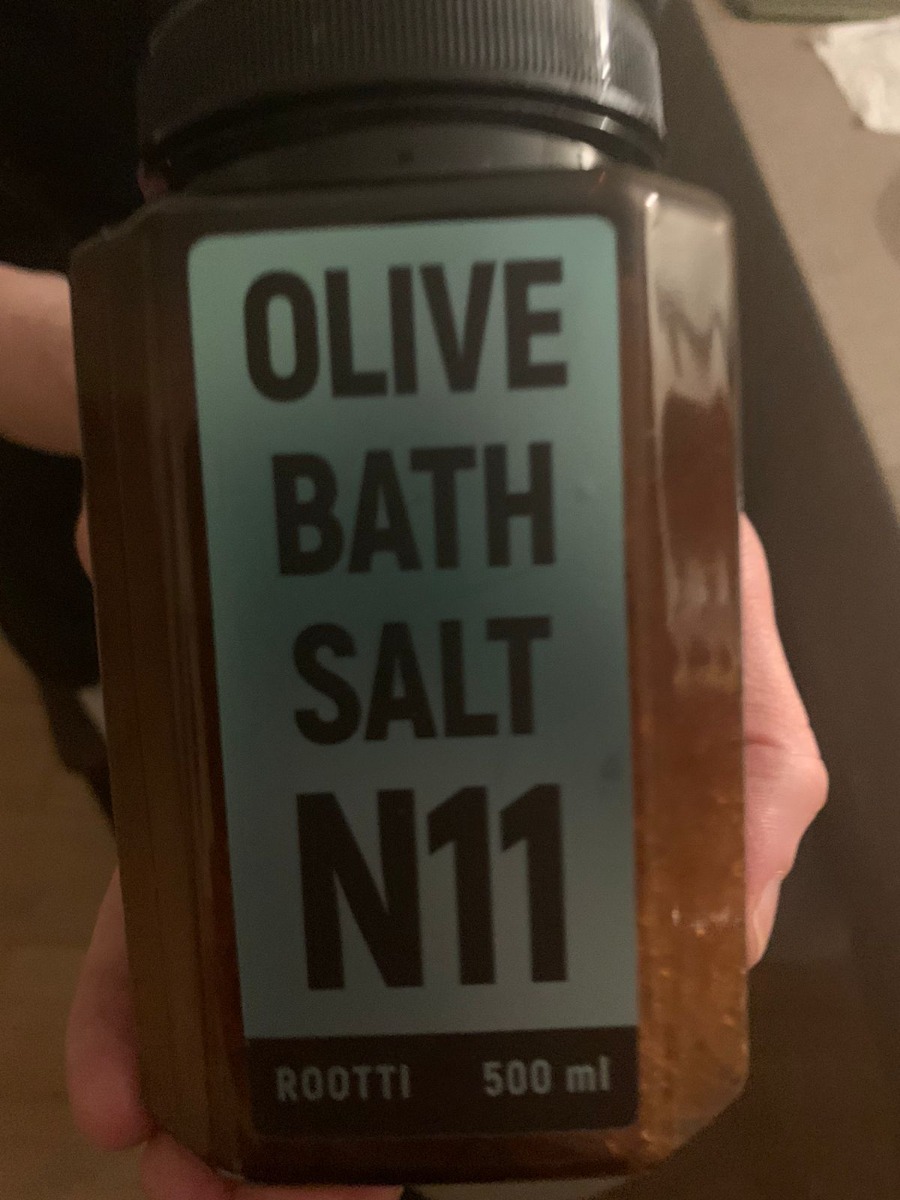 OLIVE
BATH
SALT
N11
ROOTTI 500 ml